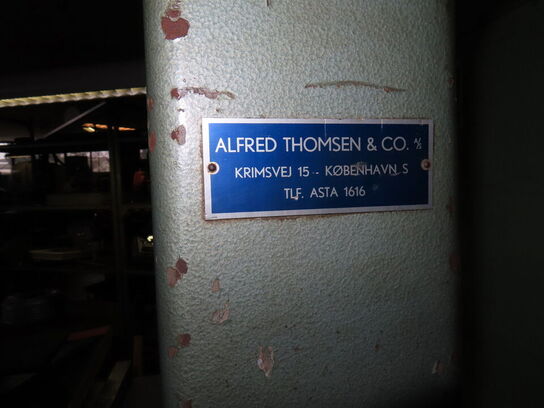 ALFRED THOMSEN & CO. A/S
KRIMSVEJ 15 - KØBENHAVN S
TLF. ASTA 1616